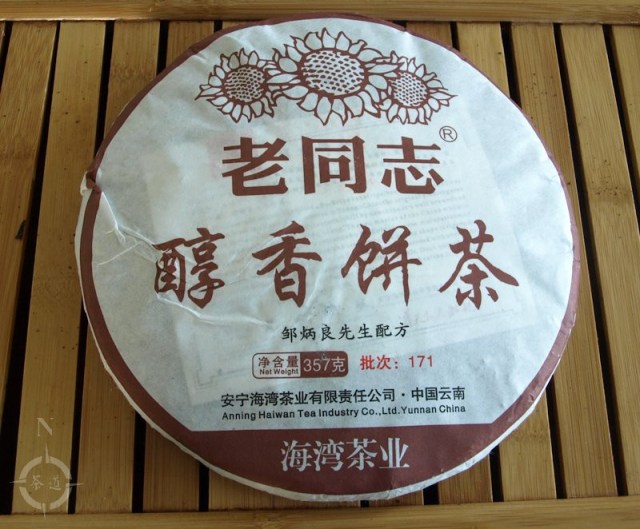 老同志®
醇香饼茶
邹炳良先生配方
净含量 357克 批次：171
Net Weight
安宁海湾茶业有限责任公司·中国云南
Anning Haiwan Tea Industry Co.,Ltd.Yunnan China
海湾茶业
N
茶道